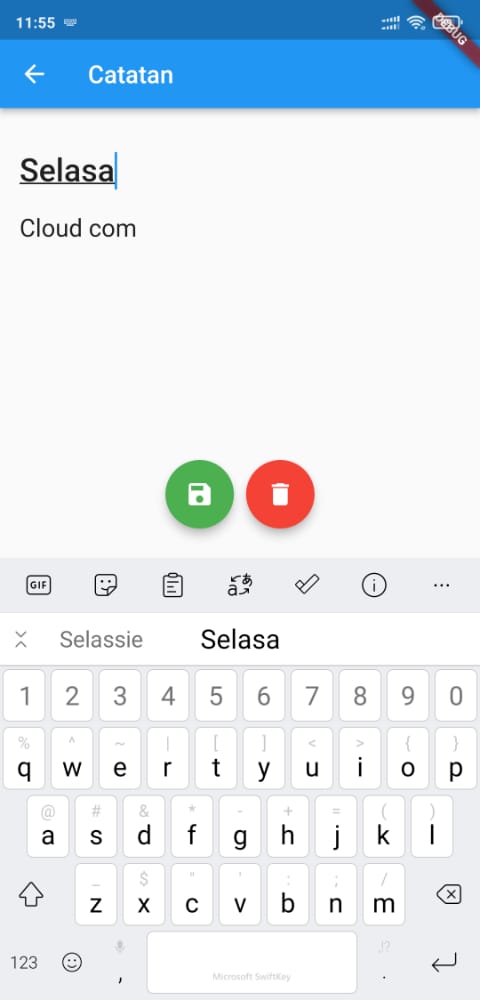 11:55
DEBUG
Catatan
Selasa
Cloud com
GIF
Selassie Selasa
1 2 3 4 5 6 7 8 9 0
% ^ ~ | [ ] < > { }
q w e r t y u i o p
@ # & * - + = ( )
a s d f g h j k l
_ $ " ' : ; /
z x c v b n m
123 , Microsoft SwiftKey ,!? .